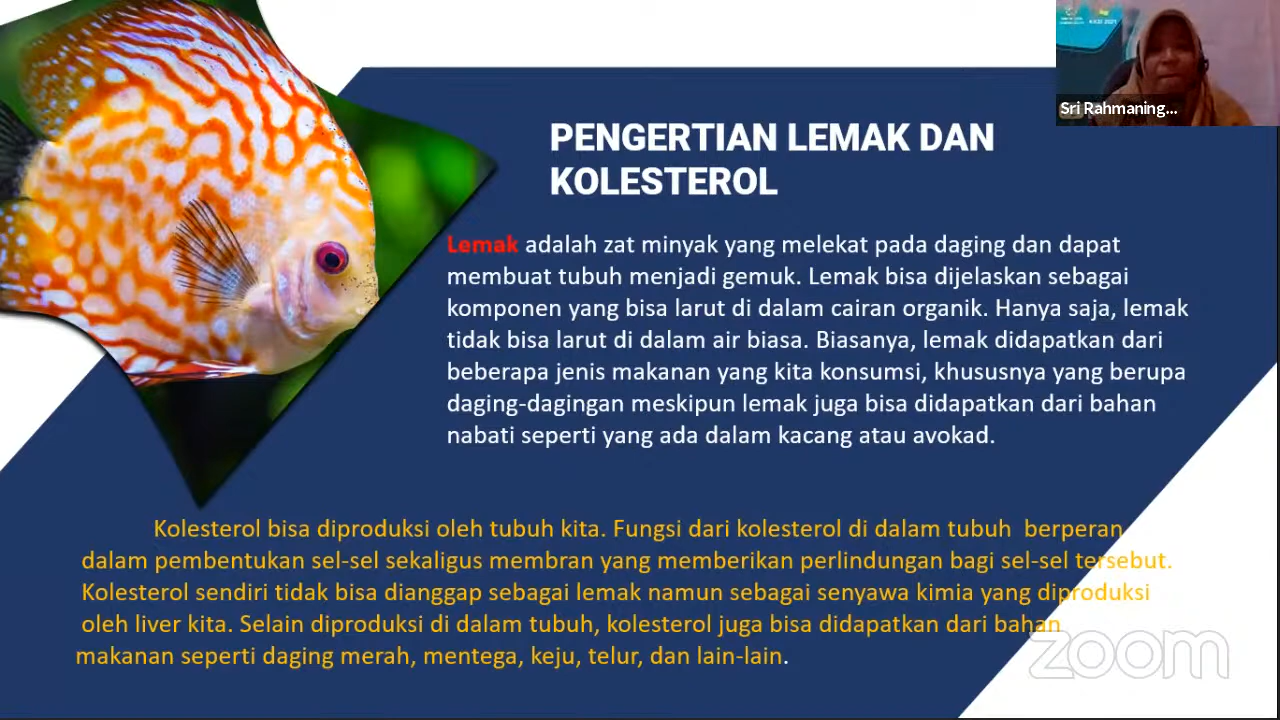 PENGERTIAN LEMAK DAN
KOLESTEROL
Sri Rahmaning...
Lemak adalah zat minyak yang melekat pada daging dan dapat
membuat tubuh menjadi gemuk. Lemak bisa dijelaskan sebagai
komponen yang bisa larut di dalam cairan organik. Hanya saja, lemak
tidak bisa larut di dalam air biasa. Biasanya, lemak didapatkan dari
beberapa jenis makanan yang kita konsumsi, khususnya yang berupa
daging-dagingan meskipun lemak juga bisa didapatkan dari bahan
nabati seperti yang ada dalam kacang atau avokad.
Kolesterol bisa diproduksi oleh tubuh kita. Fungsi dari kolesterol di dalam tubuh berperan
dalam pembentukan sel-sel sekaligus membran yang memberikan perlindungan bagi sel-sel tersebut.
Kolesterol sendiri tidak bisa dianggap sebagai lemak namun sebagai senyawa kimia yang diproduksi
oleh liver kita. Selain diproduksi di dalam tubuh, kolesterol juga bisa didapatkan dari bahan
makanan seperti daging merah, mentega, keju, telur, dan lain-lain.
zoom